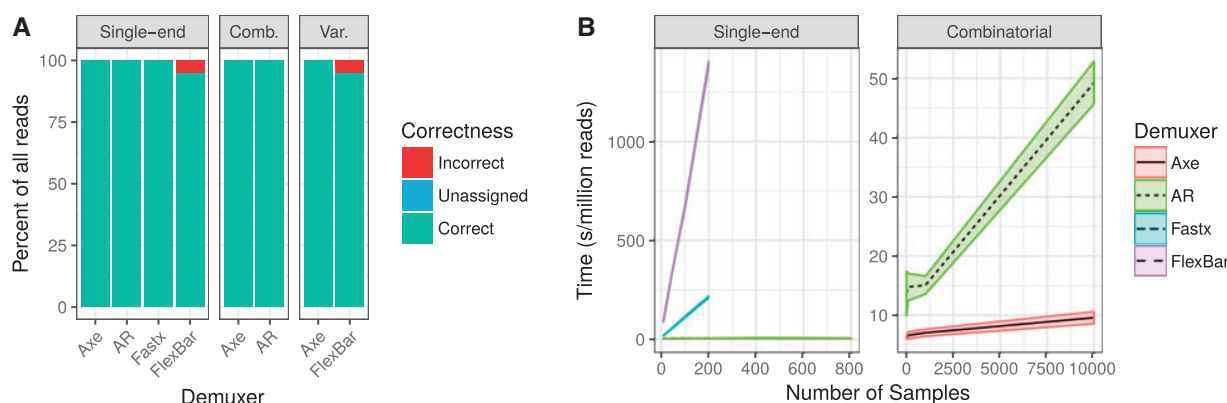 A
Single-end
Comb.
Var.
Percent of all reads
100
75
50
25
0
Axe
AR
Fastx
FlexBar
Axe
AR
Axe
FlexBar
Demuxer
Correctness
Incorrect
Unassigned
Correct
B
Single-end
Combinatorial
Time (s/million reads)
1000
500
0
50
40
30
20
10
0
200
400
600
800
0
2500
5000
7500
10000
Number of Samples
Demuxer
Axe
AR
Fastx
FlexBar